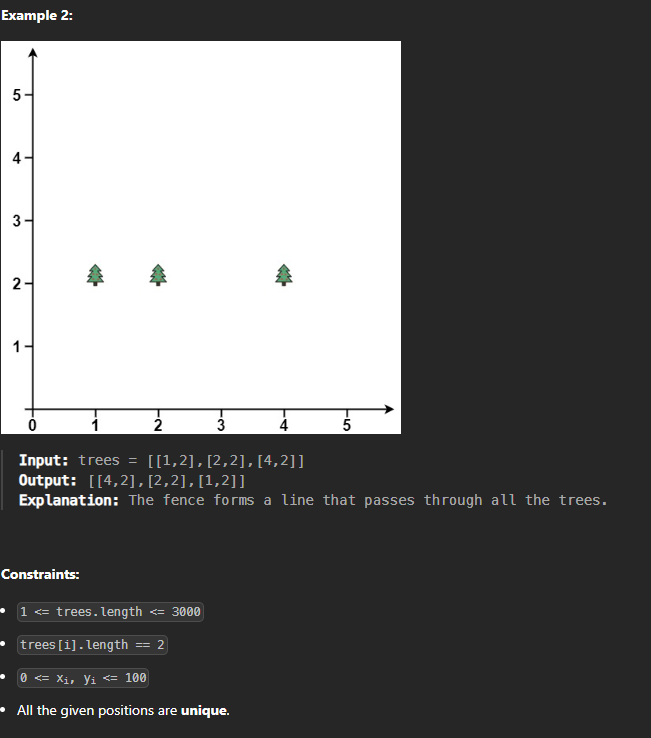 Example 2:
5
4
3
2
1
0 1 2 3 4 5
Input: trees = [[1,2],[2,2],[4,2]]
Output: [[4,2],[2,2],[1,2]]
Explanation: The fence forms a line that passes through all the trees.
Constraints:
• 1 <= trees.length <= 3000
• trees[i].length == 2
• 0 <= xᵢ, yᵢ <= 100
• All the given positions are unique.